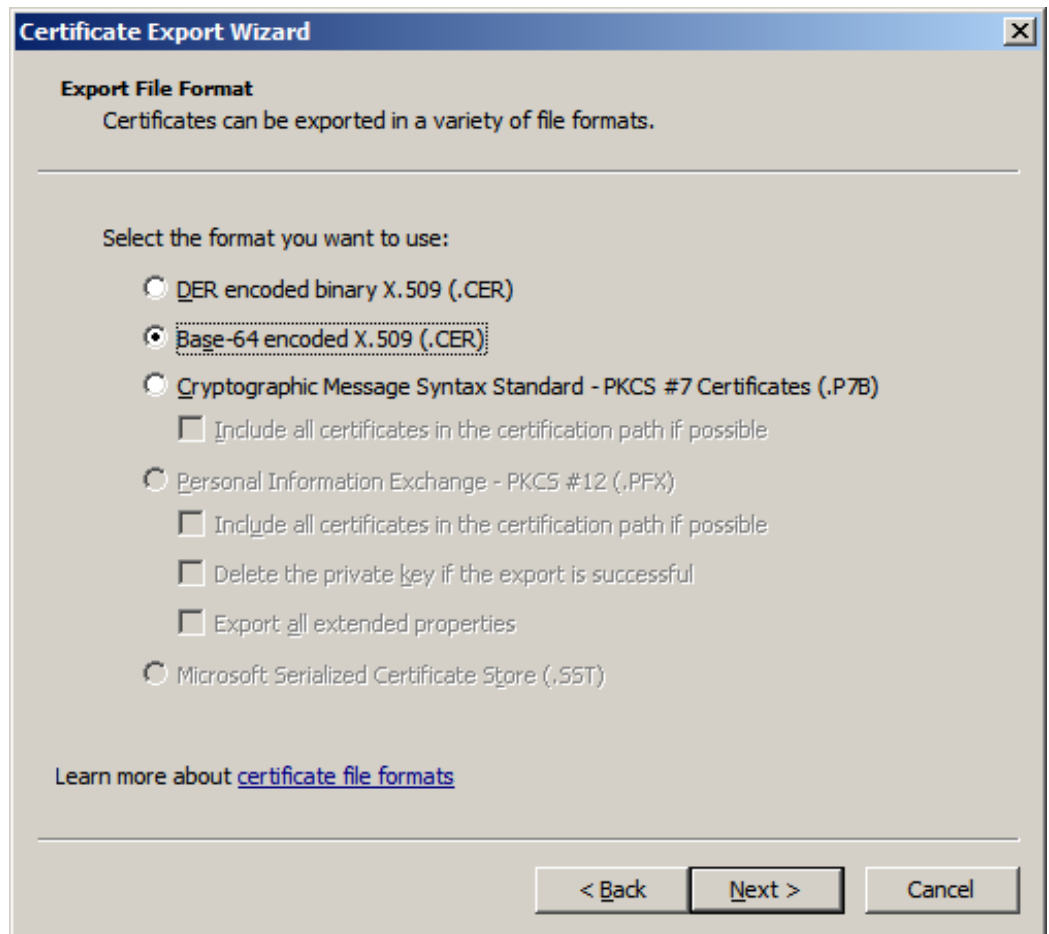 Certificate Export Wizard
Export File Format
Certificates can be exported in a variety of file formats.
Select the format you want to use:
DER encoded binary X.509 (.CER)
Base-64 encoded X.509 (.CER)
Cryptographic Message Syntax Standard - PKCS #7 Certificates (.P7B)
Include all certificates in the certification path if possible
Personal Information Exchange - PKCS #12 (.PFX)
Include all certificates in the certification path if possible
Delete the private key if the export is successful
Export all extended properties
Microsoft Serialized Certificate Store (.SST)
Learn more about certificate file formats
< Back Next > Cancel